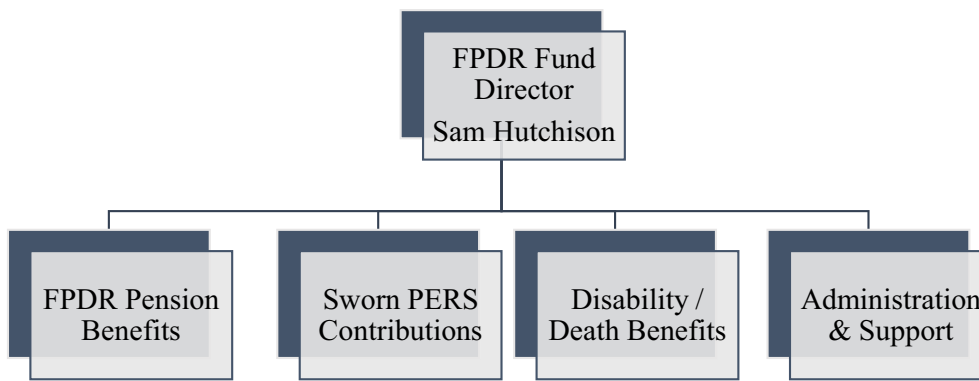 FPDR Fund
Director
Sam Hutchison
FPDR Pension
Benefits
Sworn PERS
Contributions
Disability /
Death Benefits
Administration
& Support